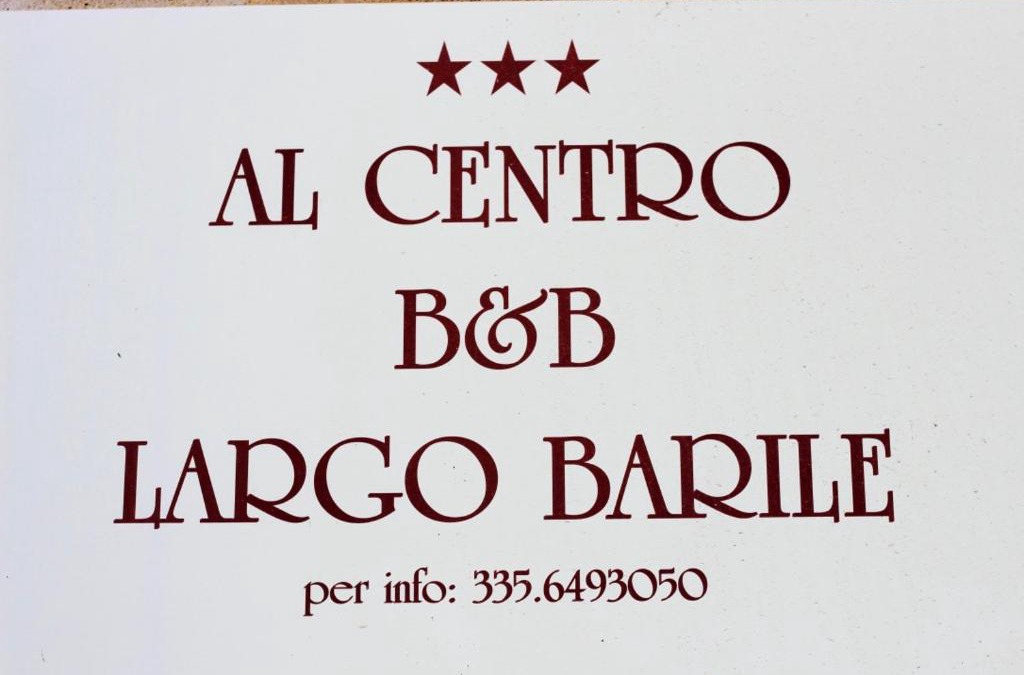 ★★★
AL CENTRO
B&B
LARGO BARILE
per info: 335.6493050